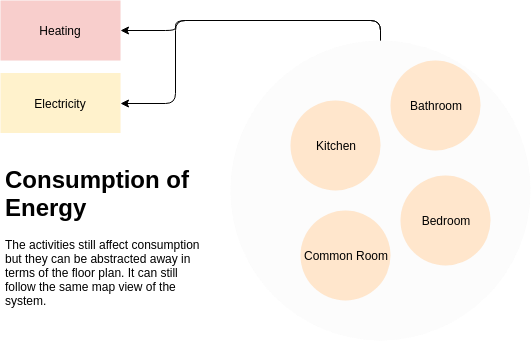 Heating
Electricity
Bathroom
Kitchen
Bedroom
Common Room
Consumption of
Energy
The activities still affect consumption
but they can be abstracted away in
terms of the floor plan. It can still
follow the same map view of the
system.